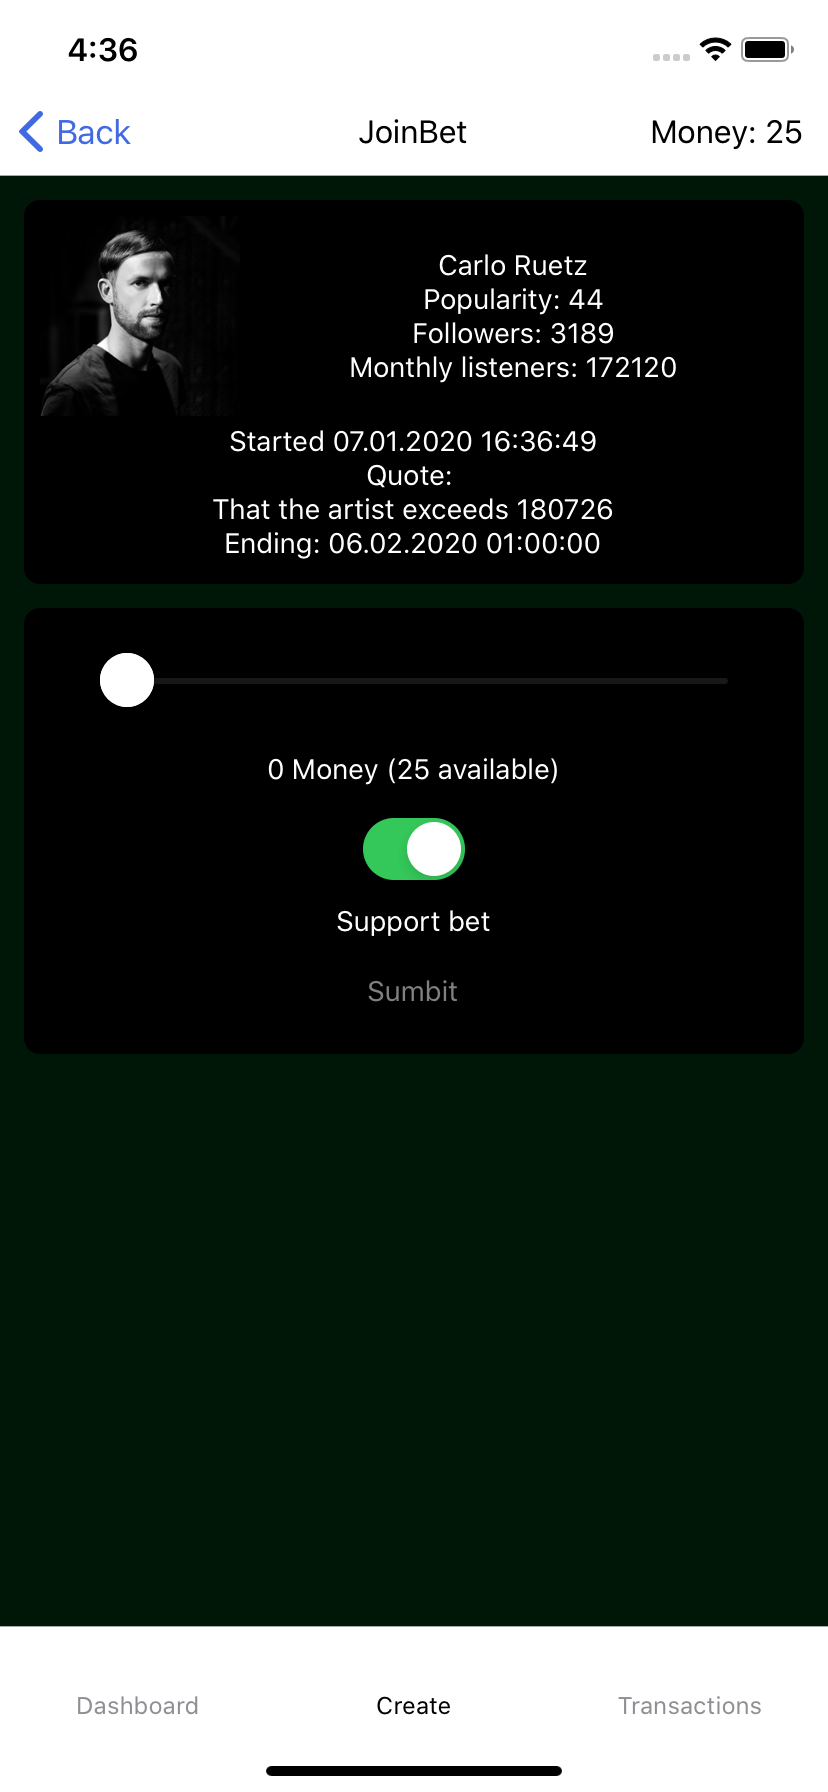 4:36
Back
JoinBet
Money: 25
Carlo Ruetz
Popularity: 44
Followers: 3189
Monthly listeners: 172120
Started 07.01.2020 16:36:49
Quote:
That the artist exceeds 180726
Ending: 06.02.2020 01:00:00
0 Money (25 available)
Support bet
Sumbit
Dashboard
Create
Transactions